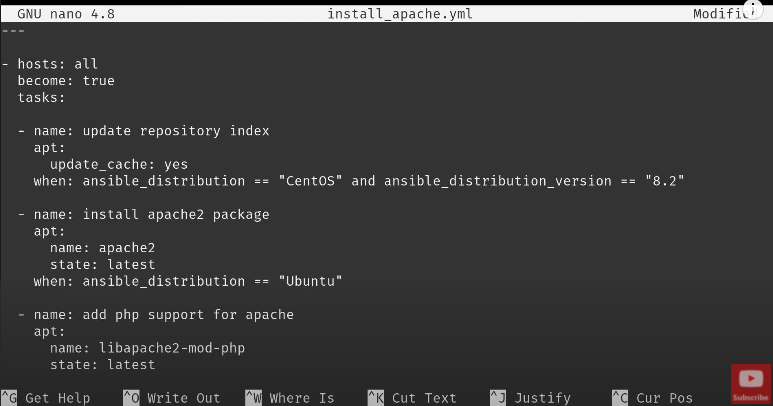 GNU nano 4.8 install_apache.yml Modified
---
- hosts: all
become: true
tasks:
- name: update repository index
apt:
update_cache: yes
when: ansible_distribution == "CentOS" and ansible_distribution_version == "8.2"
- name: install apache2 package
apt:
name: apache2
state: latest
when: ansible_distribution == "Ubuntu"
- name: add php support for apache
apt:
name: libapache2-mod-php
state: latest
^G Get Help ^O Write Out ^W Where Is ^K Cut Text ^J Justify ^C Cur Pos
Subscribe